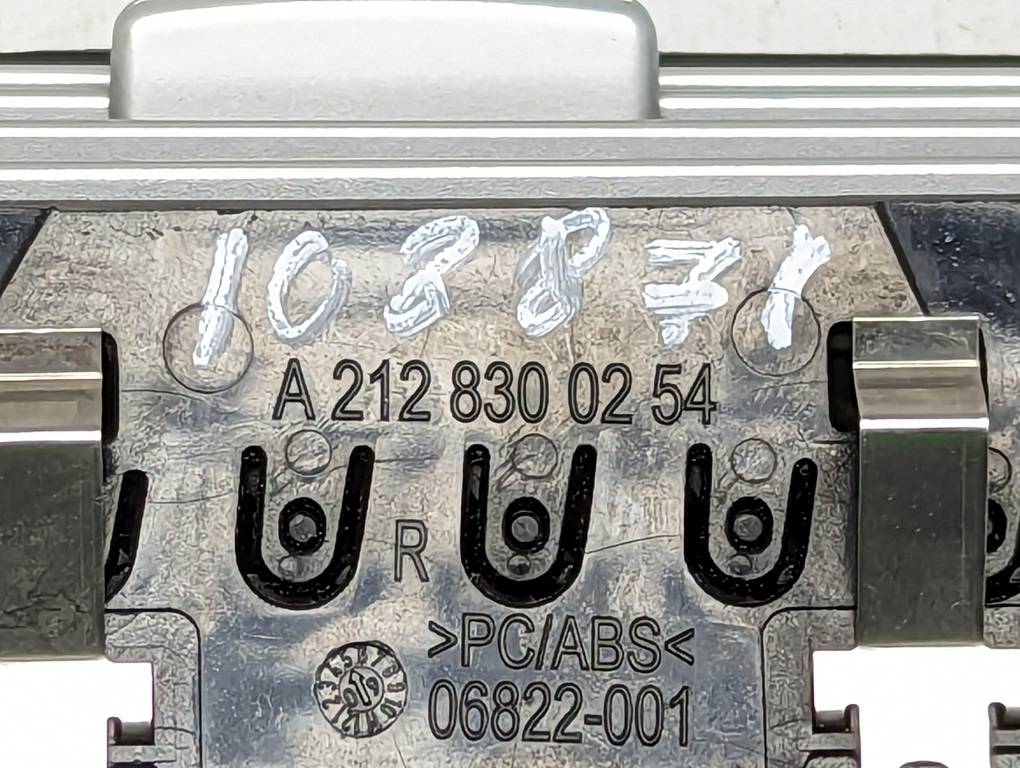 108871
A 212 830 02 54
R
>PC/ABS<
06822-001